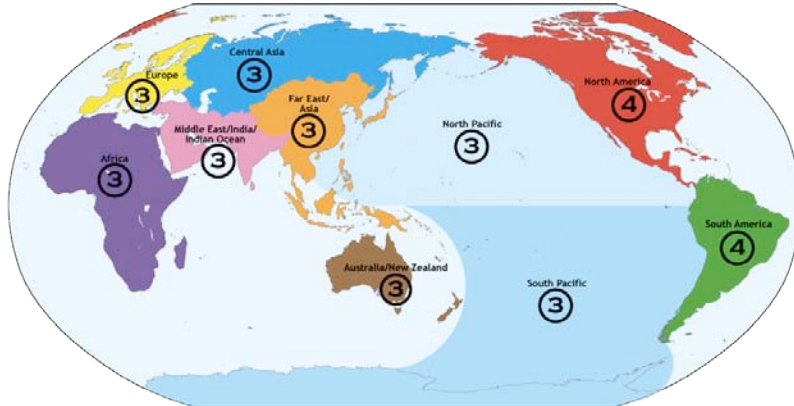 Central Asia
3
Europe
3
North America
4
Far East/
Asia
3
North Pacific
3
Middle East/India/
Indian Ocean
3
Africa
3
South America
4
Australia/New Zealand
3
South Pacific
3